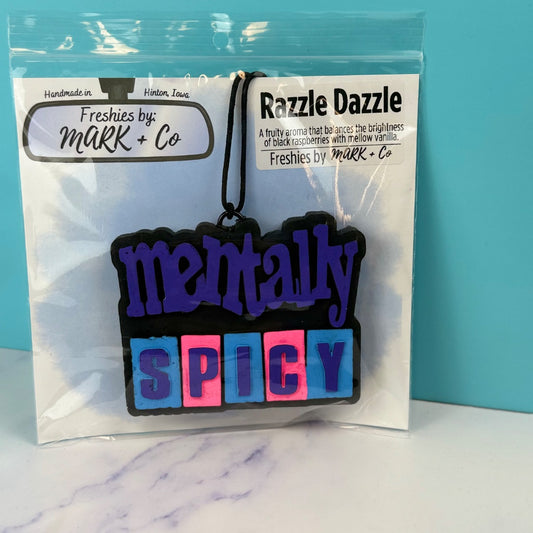 Handmade in Hinton, Iowa
Freshies by:
MARK + Co
Razzle Dazzle
A fruity aroma that balances the brightness
of black raspberries with mellow vanilla.
Freshies by MARK + Co
mentally
SPICY